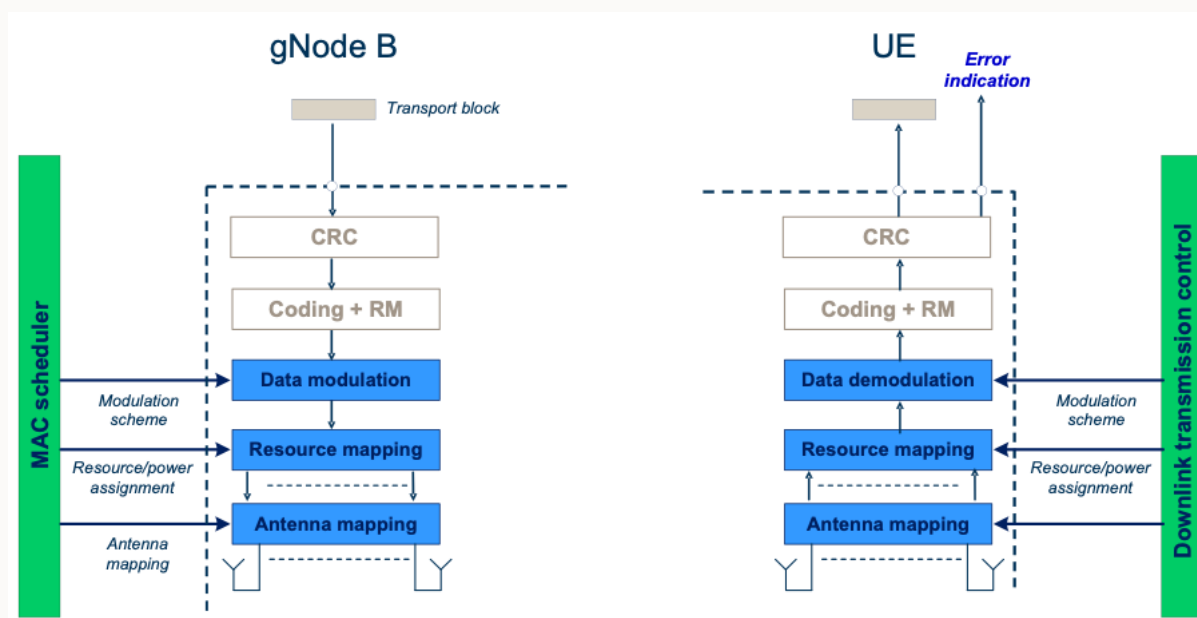 gNode B
UE
Error
indication
Transport block
MAC scheduler
CRC
Coding + RM
Data modulation
Modulation
scheme
Resource mapping
Resource/power
assignment
Antenna mapping
Antenna
mapping
CRC
Coding + RM
Data demodulation
Modulation
scheme
Resource mapping
Resource/power
assignment
Antenna mapping
Downlink transmission control